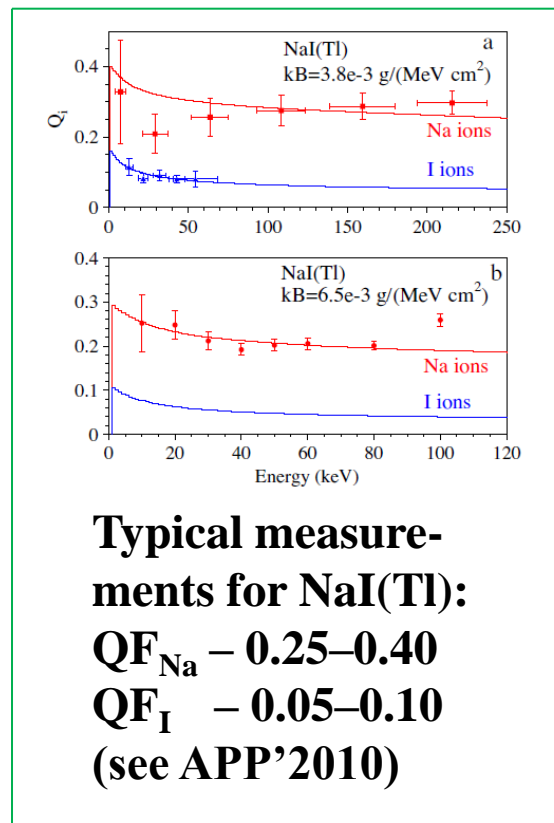 NaI(Tl) a
kB=3.8e-3 g/(MeV cm²)
Q_i
0.4
0.2
0
Na ions
I ions
0 50 100 150 200 250
NaI(Tl) b
kB=6.5e-3 g/(MeV cm²)
0.4
0.3
0.2
0.1
0
Na ions
I ions
0 20 40 60 80 100 120
Energy (keV)
Typical measure-
ments for NaI(Tl):
QF_Na – 0.25–0.40
QF_I – 0.05–0.10
(see APP’2010)